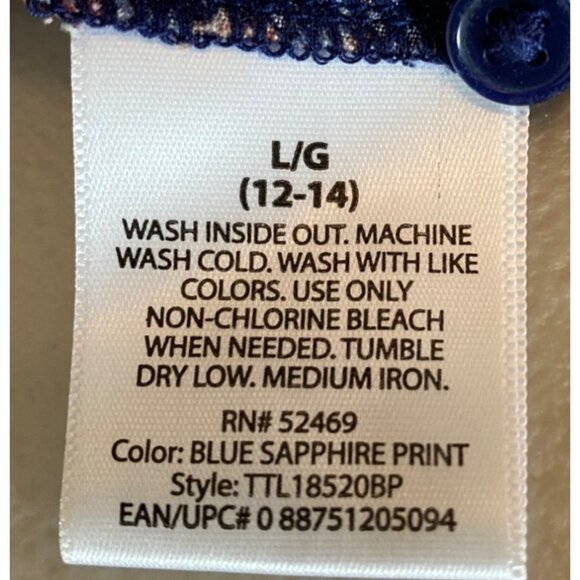 L/G
(12-14)
WASH INSIDE OUT. MACHINE
WASH COLD. WASH WITH LIKE
COLORS. USE ONLY
NON-CHLORINE BLEACH
WHEN NEEDED. TUMBLE
DRY LOW. MEDIUM IRON.
RN# 52469
Color: BLUE SAPPHIRE PRINT
Style: TTL18520BP
EAN/UPC# 0 88751205094